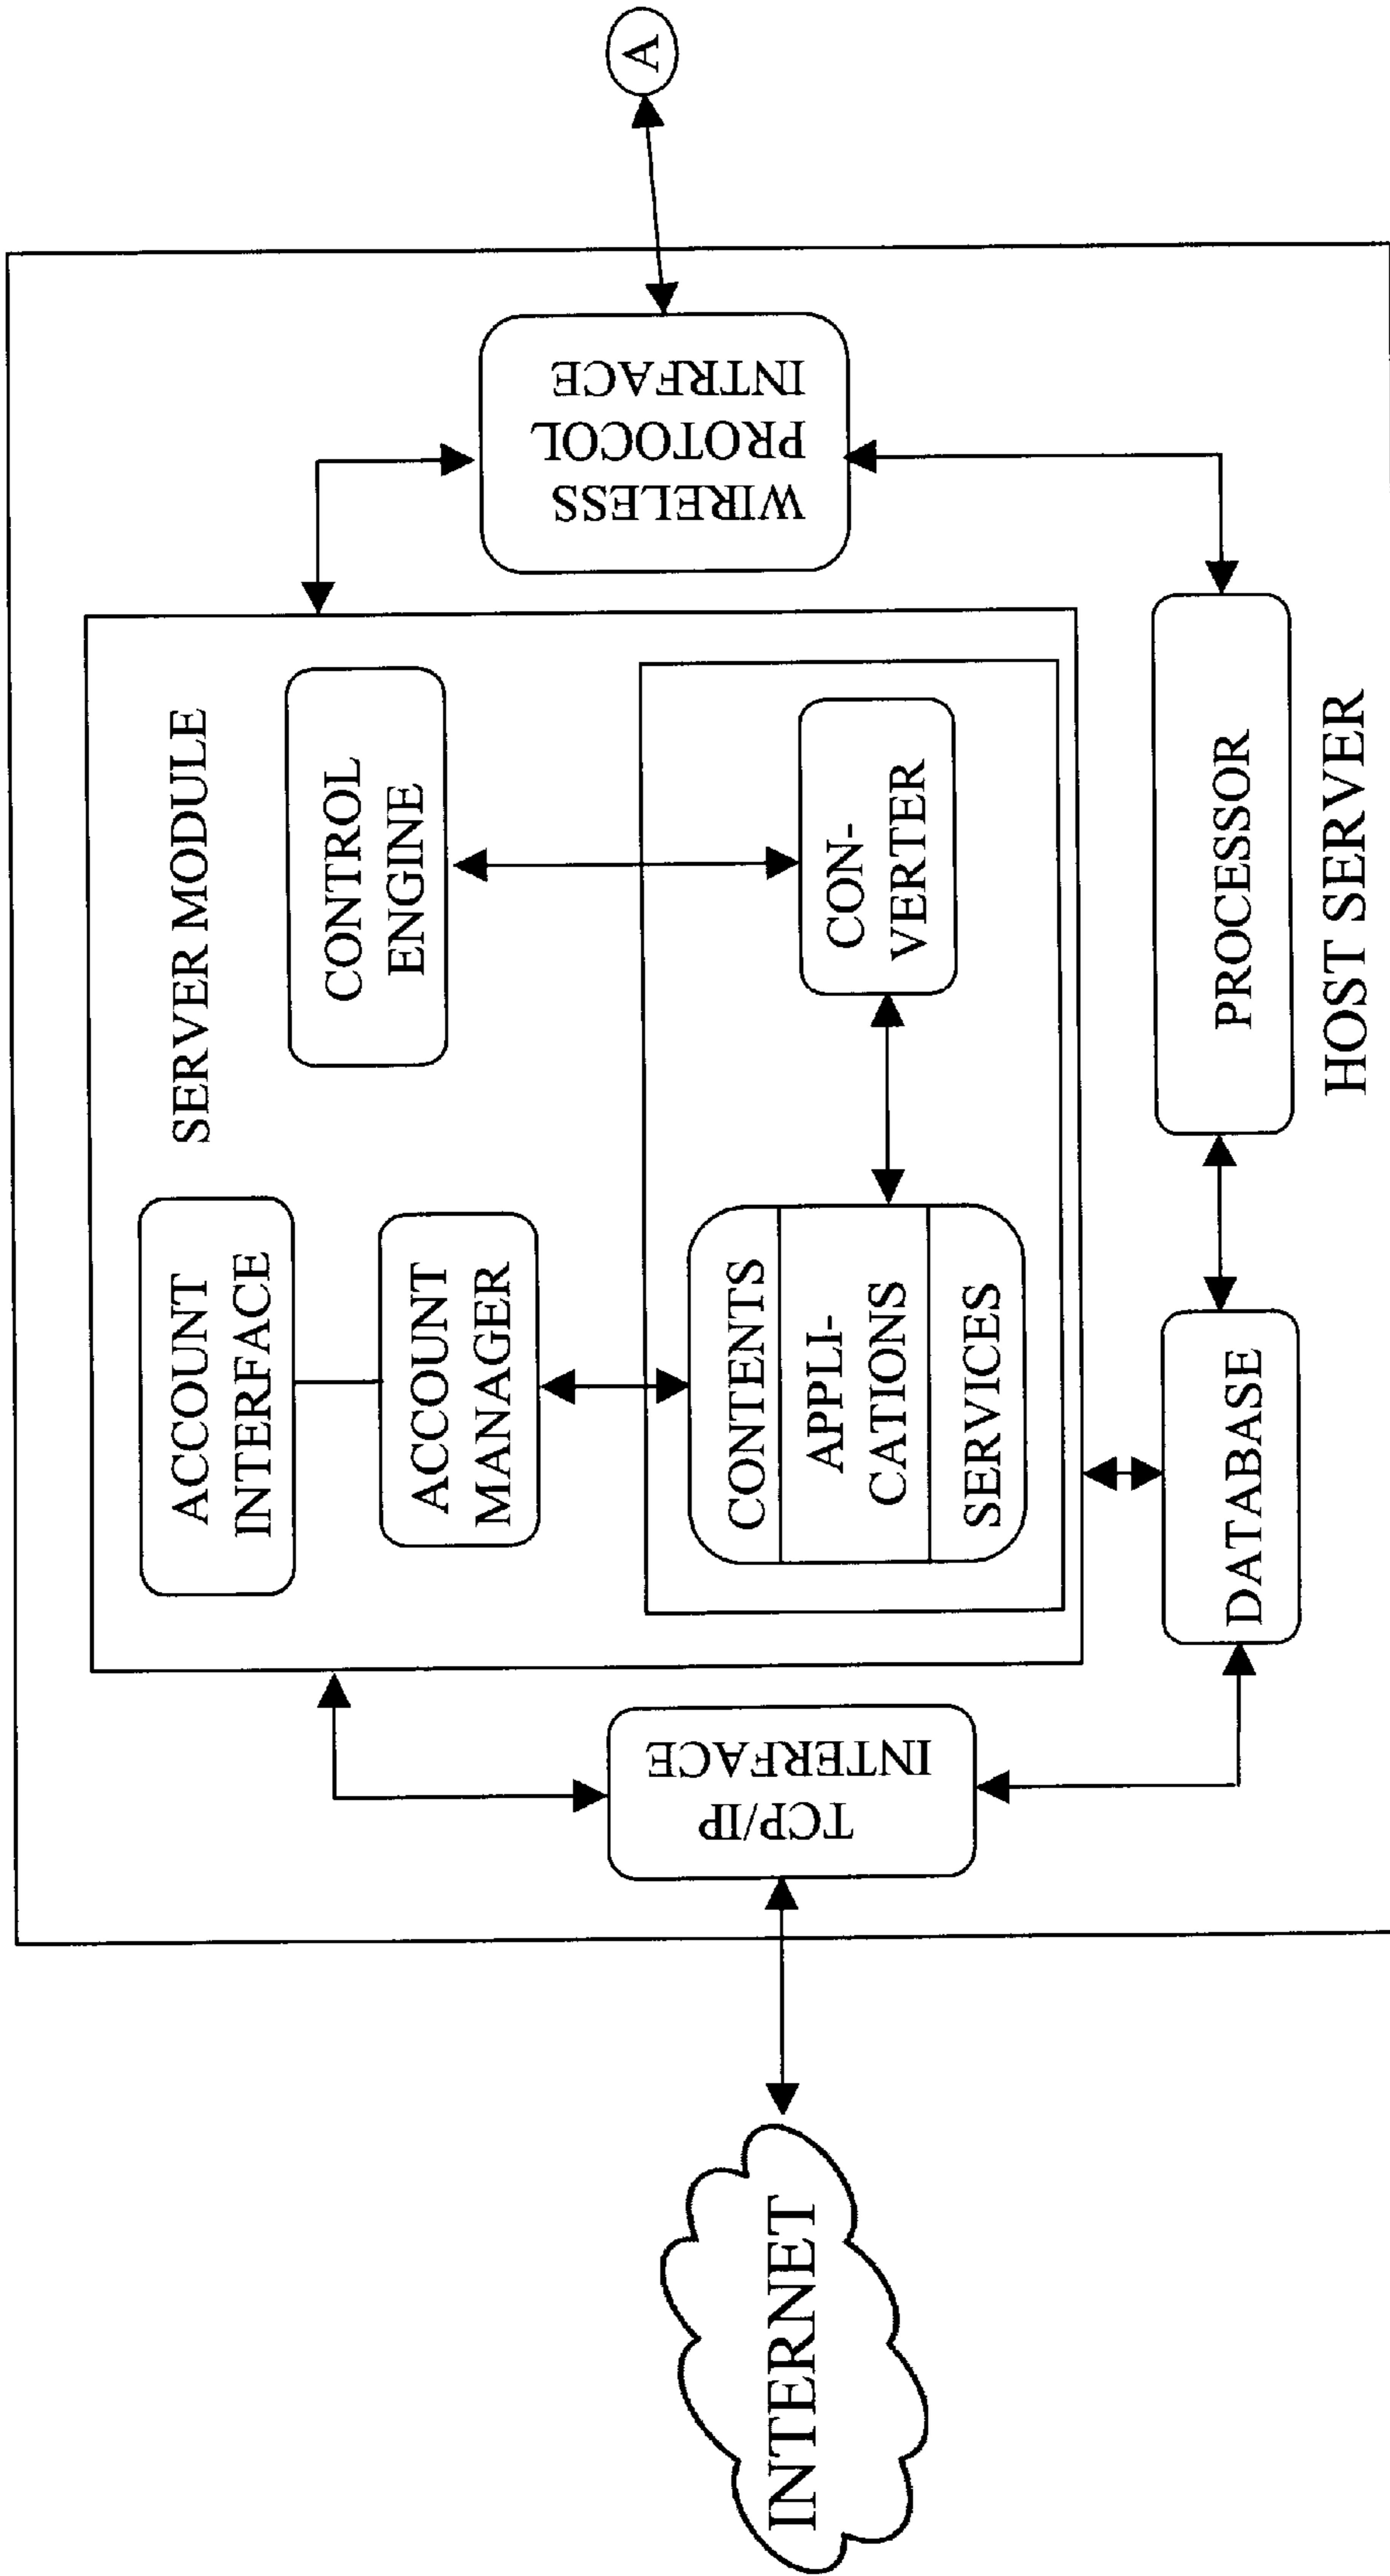 INTERNET
TCP/IP
INTERFACE
ACCOUNT
INTERFACE
ACCOUNT
MANAGER
SERVER MODULE
CONTROL
ENGINE
CONTENTS
APPLI-
CATIONS
SERVICES
CON-
VERTER
WIRELESS
PROTOCOL
INTRFACE
A
DATABASE
PROCESSOR
HOST SERVER